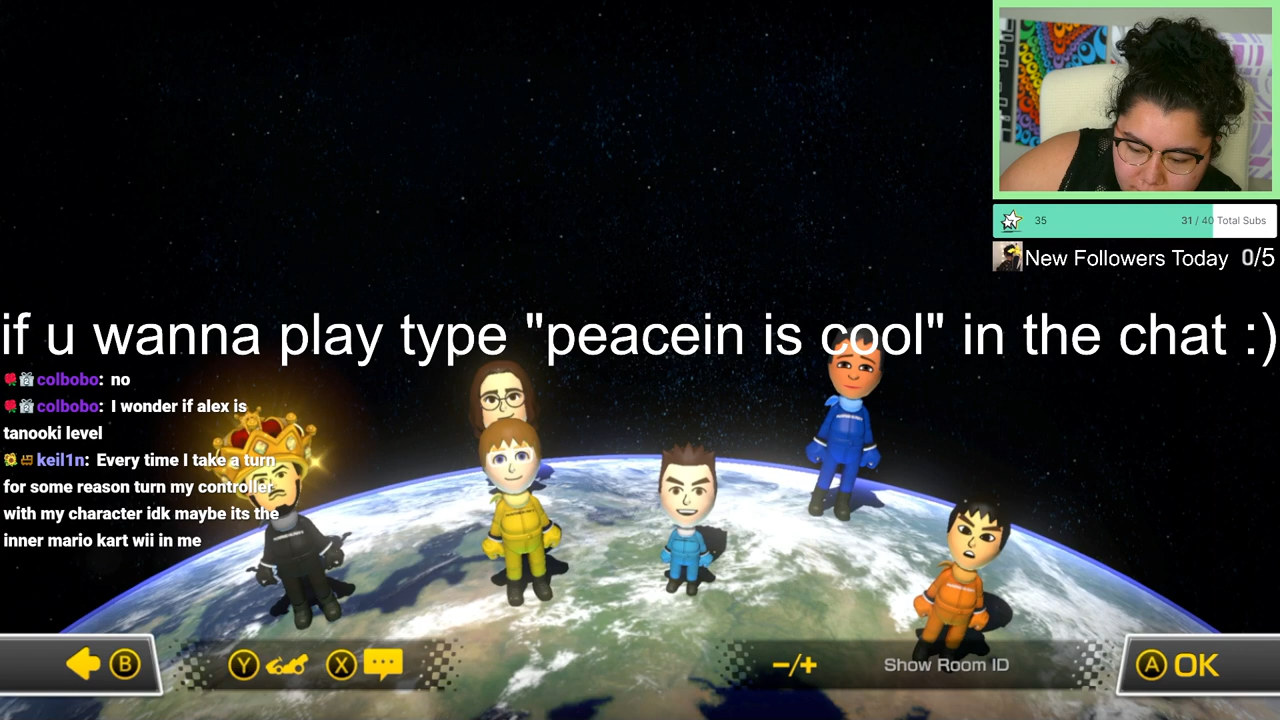 35
31 / 40 Total Subs
New Followers Today 0/5
if u wanna play type "peacein is cool" in the chat :)
colbobo: no
colbobo: I wonder if alex is
tanooki level
keil1n: Every time I take a turn
for some reason turn my controller
with my character idk maybe its the
inner mario kart wii in me
B
Y
X
−/+
Show Room ID
A OK